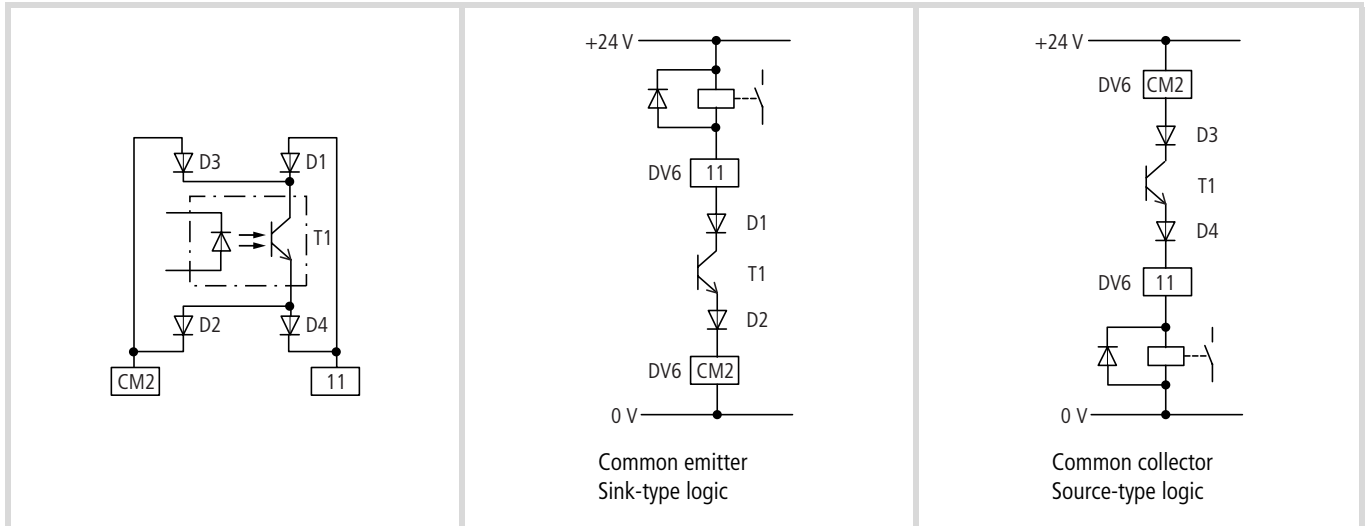 D3
D1
T1
D2
D4
CM2
11
+24 V
DV6
11
D1
T1
D2
DV6
CM2
0 V
Common emitter
Sink-type logic
+24 V
DV6
CM2
D3
T1
D4
DV6
11
0 V
Common collector
Source-type logic